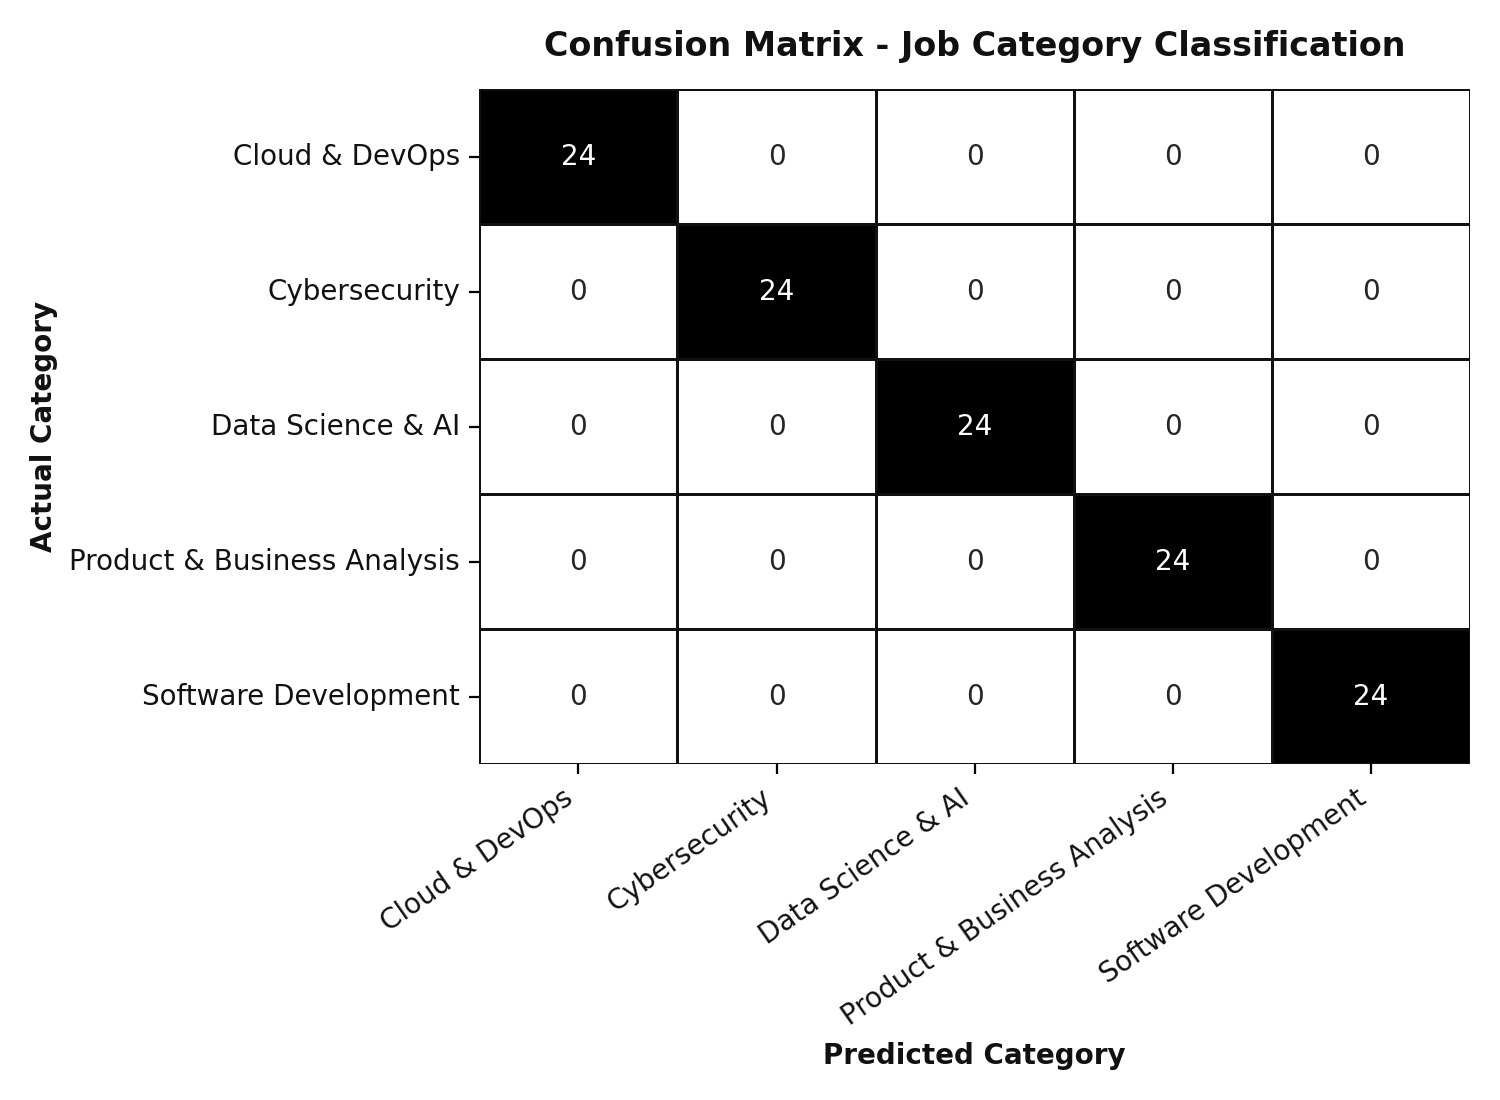 Confusion Matrix - Job Category Classification
Actual Category
Cloud & DevOps 24 0 0 0 0
Cybersecurity 0 24 0 0 0
Data Science & AI 0 0 24 0 0
Product & Business Analysis 0 0 0 24 0
Software Development 0 0 0 0 24
Cloud & DevOps
Cybersecurity
Data Science & AI
Product & Business Analysis
Software Development
Predicted Category